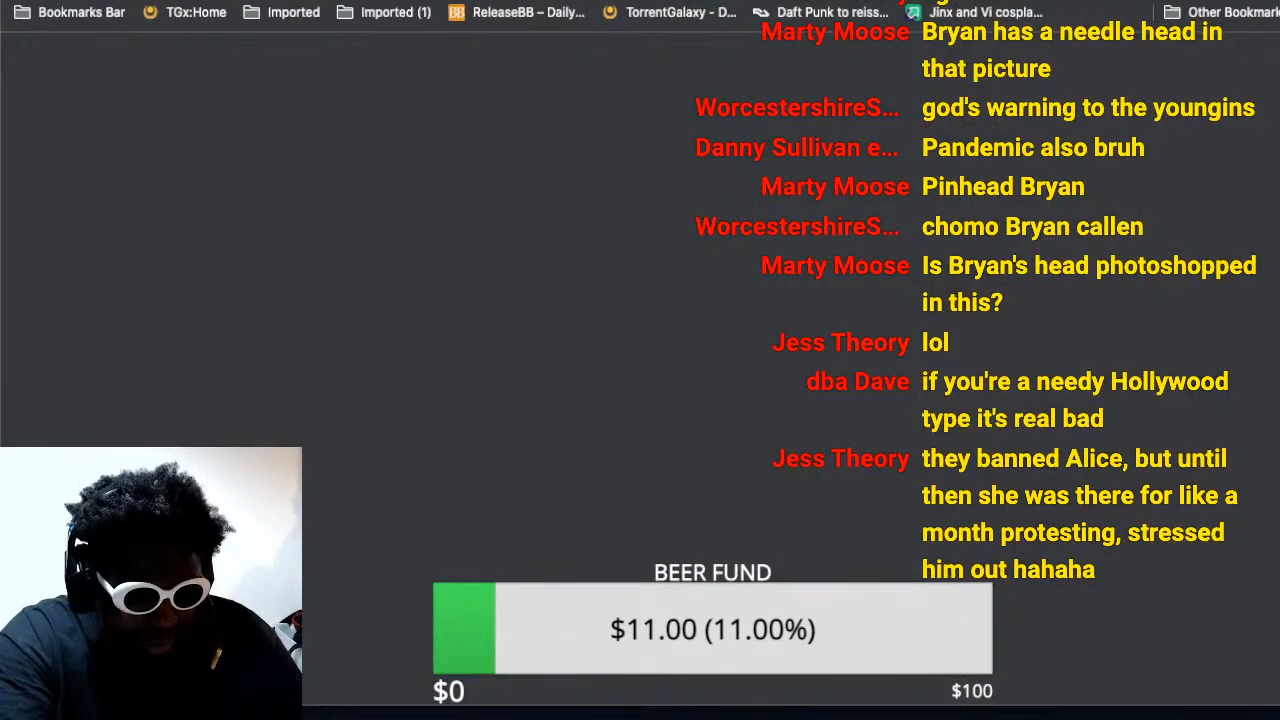 Bookmarks Bar TGx:Home Imported Imported (1) ReleaseBB – Daily... TorrentGalaxy - D... Daft Punk to reiss... Jinx and Vi cospla... Other Bookmark
Marty Moose Bryan has a needle head in
that picture
WorcestershireS... god's warning to the youngins
Danny Sullivan e... Pandemic also bruh
Marty Moose Pinhead Bryan
WorcestershireS... chomo Bryan callen
Marty Moose Is Bryan's head photoshopped
in this?
Jess Theory lol
dba Dave if you're a needy Hollywood
type it's real bad
Jess Theory they banned Alice, but until
then she was there for like a
month protesting, stressed
him out hahaha
BEER FUND
$11.00 (11.00%)
$0 $100